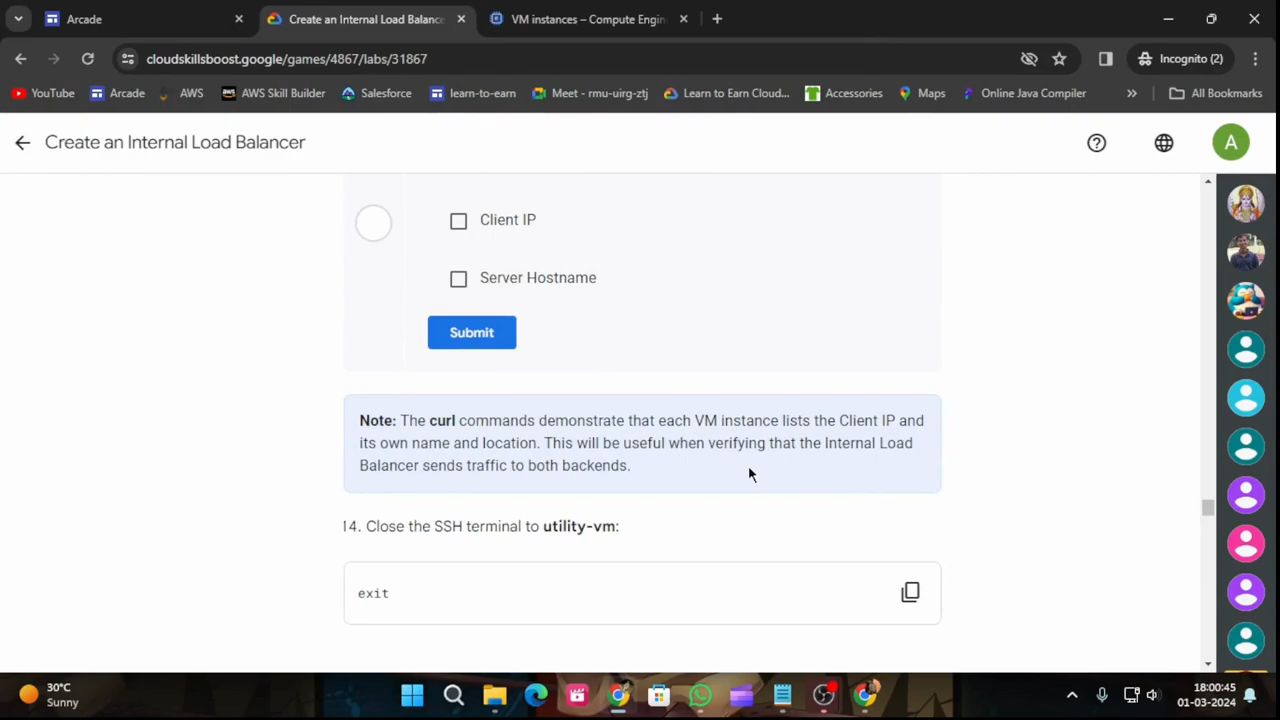 Arcade
Create an Internal Load Balance
VM instances – Compute Engin
cloudskillsboost.google/games/4867/labs/31867
Incognito (2)
YouTube
Arcade
AWS
AWS Skill Builder
Salesforce
learn-to-earn
Meet - rmu-uirg-ztj
Learn to Earn Cloud...
Accessories
Maps
Online Java Compiler
All Bookmarks
Create an Internal Load Balancer
A
Client IP
Server Hostname
Submit
Note: The curl commands demonstrate that each VM instance lists the Client IP and
its own name and location. This will be useful when verifying that the Internal Load
Balancer sends traffic to both backends.
14. Close the SSH terminal to utility-vm:
exit
30°C
Sunny
18:00:45
01-03-2024